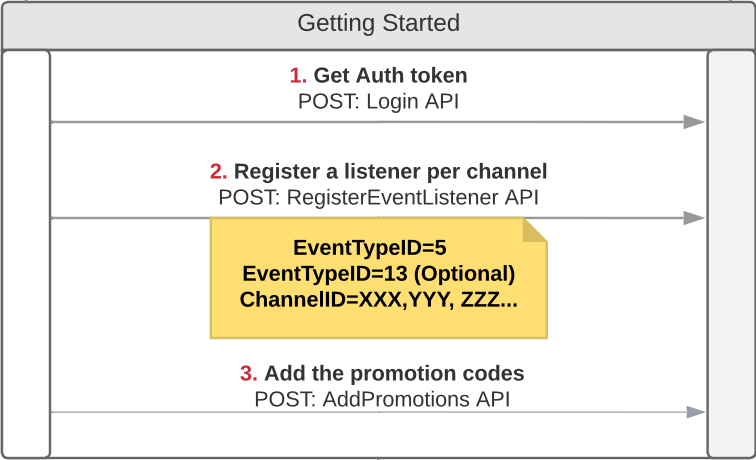 Getting Started
1. Get Auth token
POST: Login API
2. Register a listener per channel
POST: RegisterEventListener API
EventTypeID=5
EventTypeID=13 (Optional)
ChannelID=XXX,YYY, ZZZ...
3. Add the promotion codes
POST: AddPromotions API